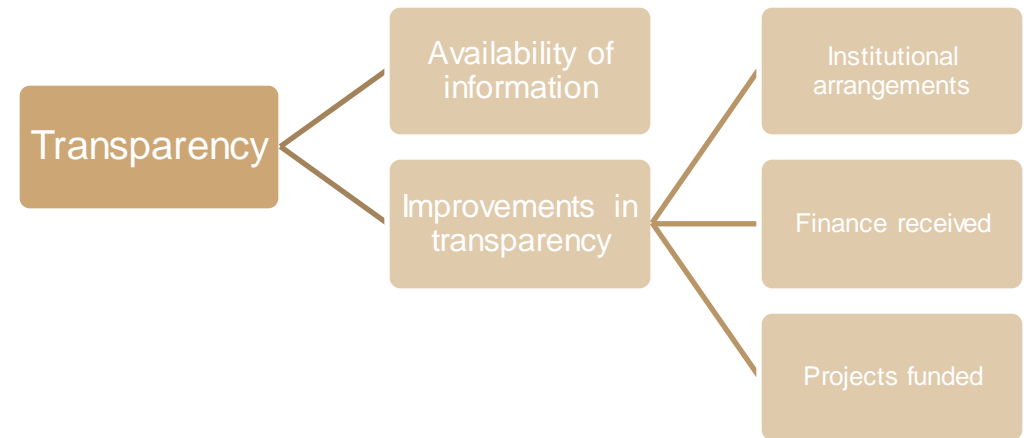 Transparency
Availability of
information
Improvements in
transparency
Institutional
arrangements
Finance received
Projects funded